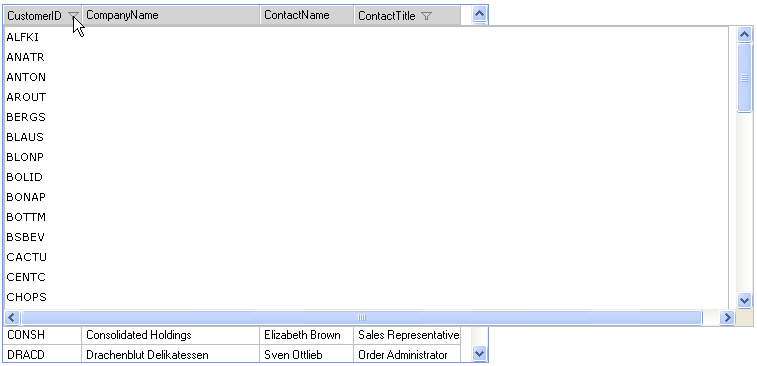 CustomerID CompanyName ContactName ContactTitle
ALFKI
ANATR
ANTON
AROUT
BERGS
BLAUS
BLONP
BOLID
BONAP
BOTTM
BSBEV
CACTU
CENTC
CHOPS
CONSH Consolidated Holdings Elizabeth Brown Sales Representative
DRACD Drachenblut Delikatessen Sven Ottlieb Order Administrator